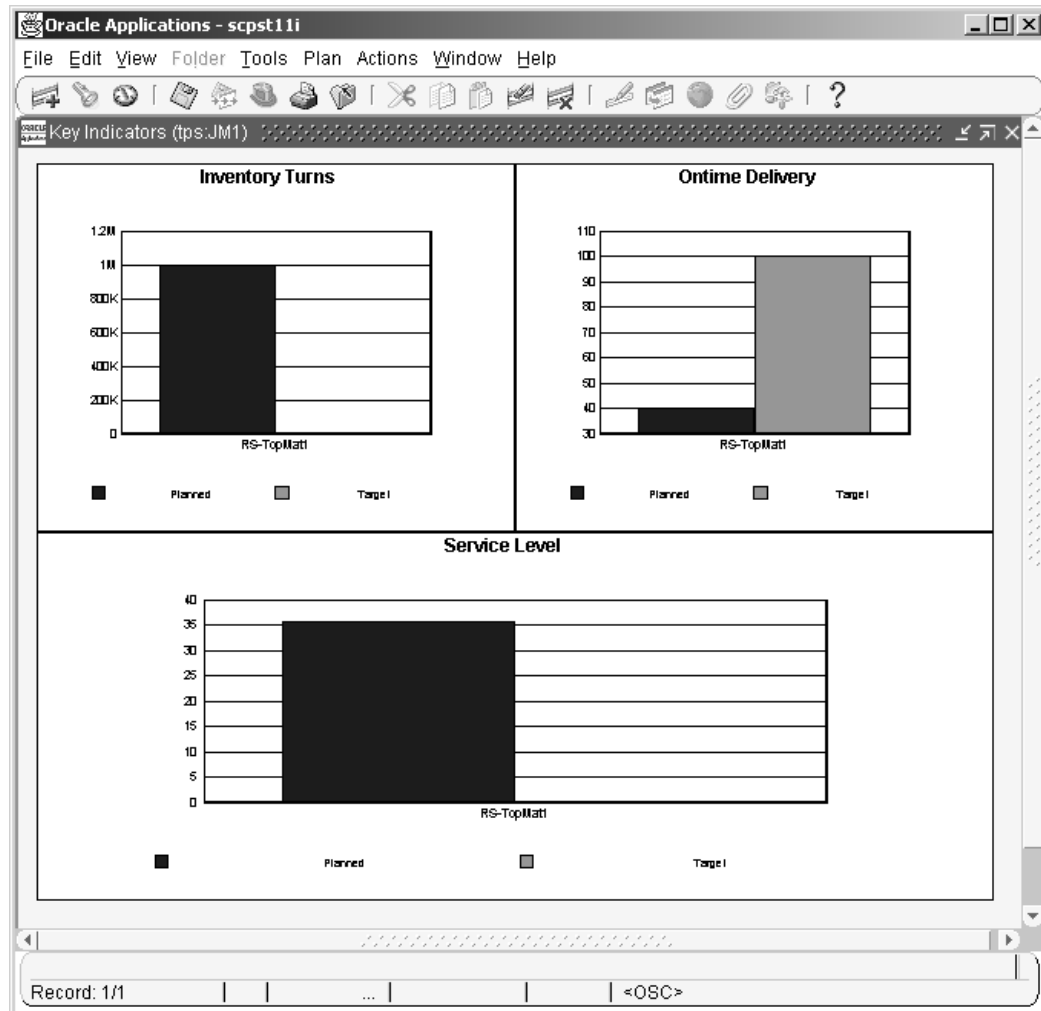 Oracle Applications - scpst11i
File Edit View Folder Tools Plan Actions Window Help
Key Indicators (tps:JM1)
Inventory Turns
1.2M
1M
800K
600K
400K
200K
0
RS-TopMatl
Planned Target
Ontime Delivery
110
100
90
80
70
60
50
40
30
RS-TopMatl
Planned Target
Service Level
40
35
30
25
20
15
10
5
0
RS-TopMatl
Planned Target
Record: 1/1 ... <OSC>